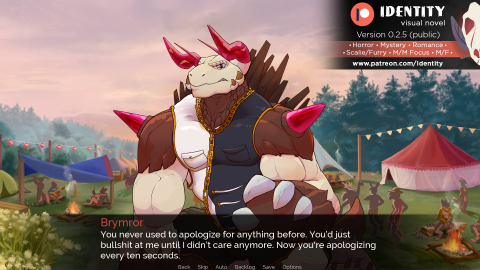 IDENTITY
visual novel
Version 0.2.5 (public)
• Horror • Mystery • Romance •
• Scalie/Furry • M/M Focus • M/F •
www.patreon.com/identity
Brymror
You never used to apologize for anything before. You'd just
bullshit at me until I didn't care anymore. Now you're apologizing
every ten seconds.
Back Skip Auto Backlog Save Options